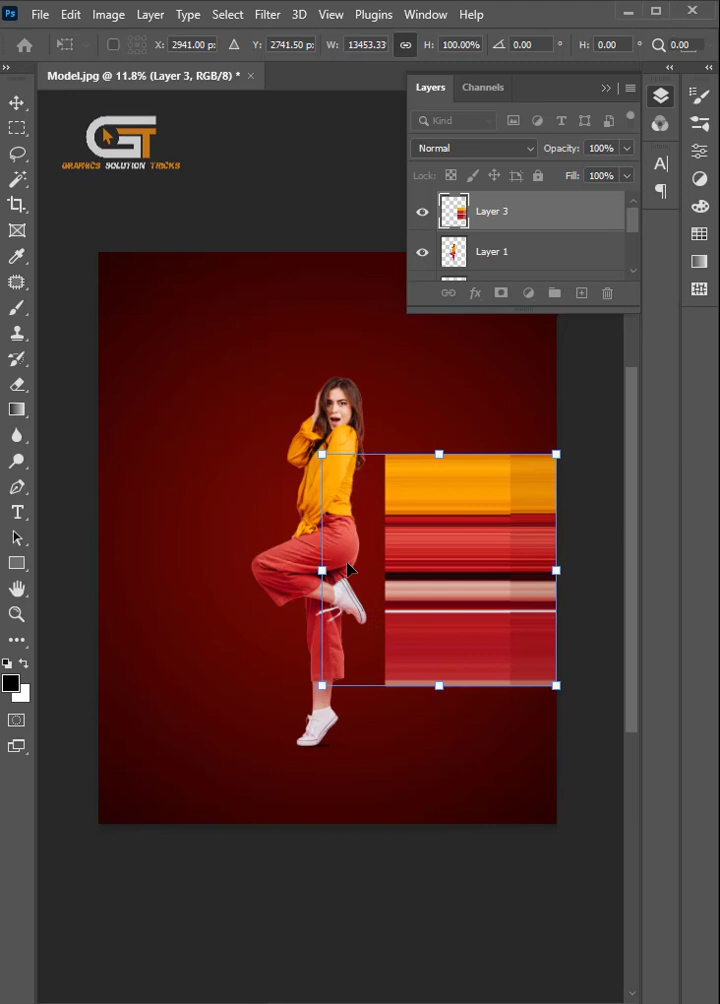 Ps File Edit Image Layer Type Select Filter 3D View Plugins Window Help
X: 2941.00 p: Y: 2741.50 p: W: 13453.33 H: 100.00% 0.00 ° H: 0.00 ° 0.00
Model.jpg @ 11.8% (Layer 3, RGB/8) * ×
Layers Channels
Kind
Normal Opacity: 100%
Lock: Fill: 100%
Layer 3
Layer 1
fx
GT
GRAPHICS SOLUTION TRICKS